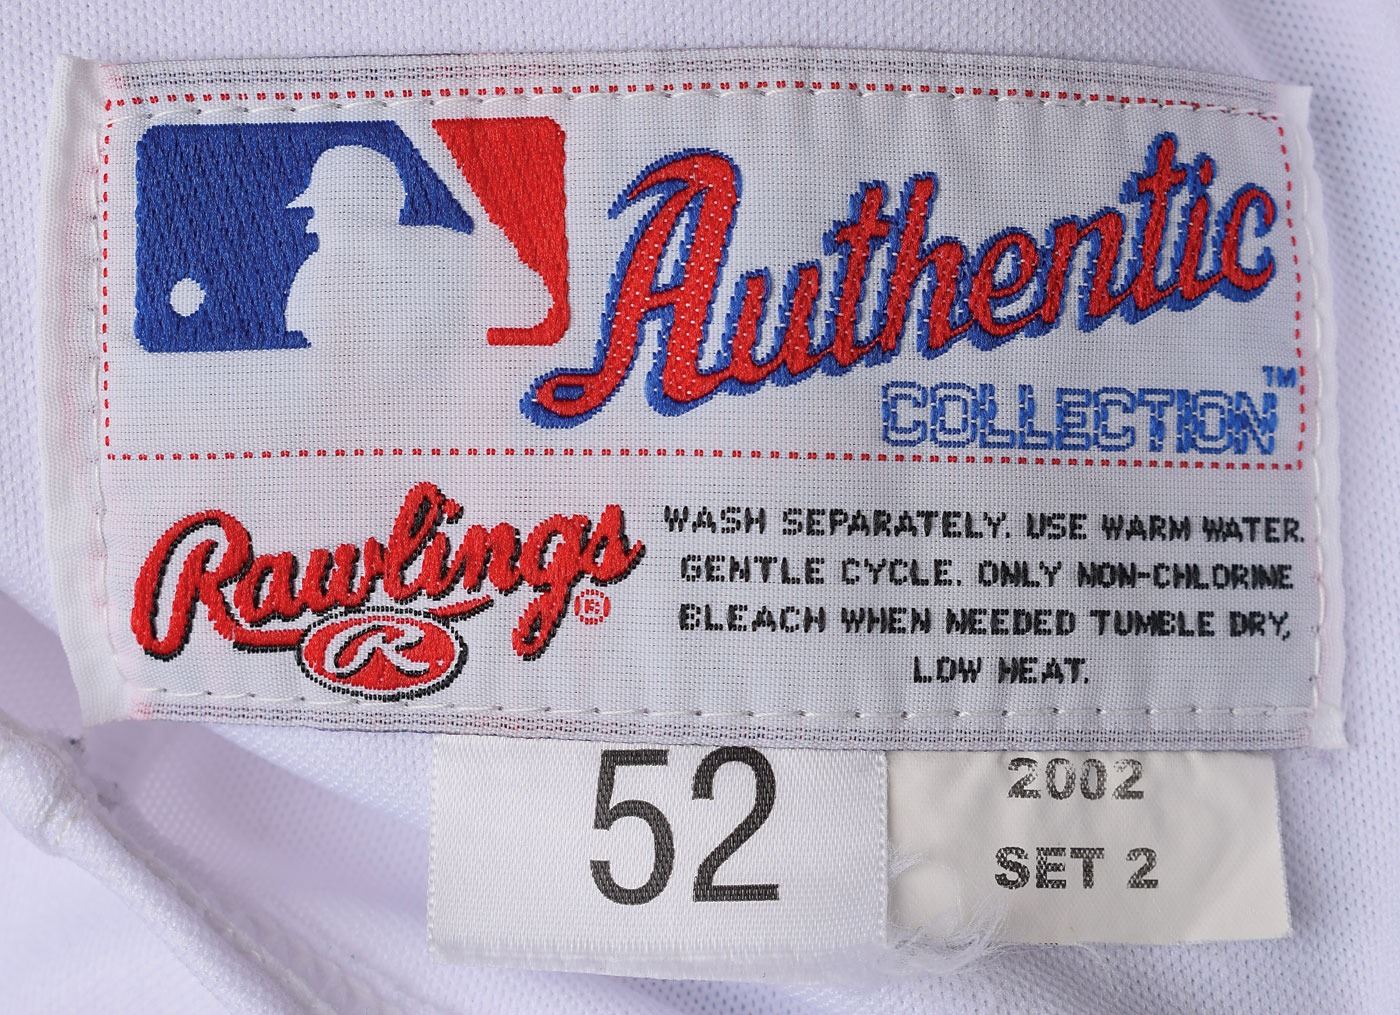 Authentic
COLLECTION™
Rawlings®
R
WASH SEPARATELY. USE WARM WATER.
GENTLE CYCLE. ONLY NON-CHLORINE
BLEACH WHEN NEEDED TUMBLE DRY,
LOW HEAT.
52
2002
SET 2